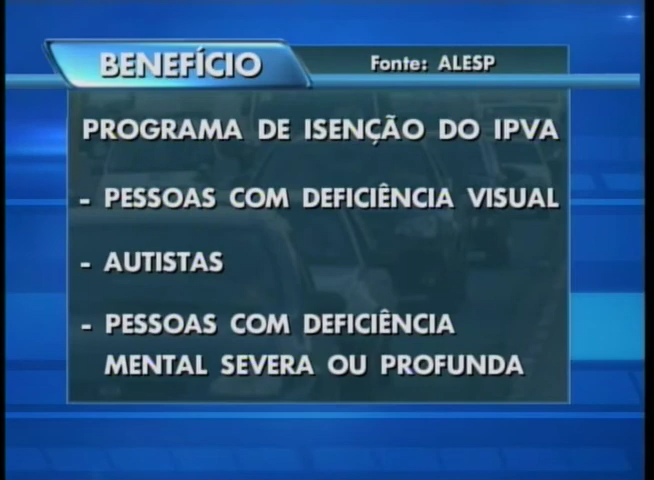 BENEFÍCIO
Fonte: ALESP
PROGRAMA DE ISENÇÃO DO IPVA
- PESSOAS COM DEFICIÊNCIA VISUAL
- AUTISTAS
- PESSOAS COM DEFICIÊNCIA
MENTAL SEVERA OU PROFUNDA